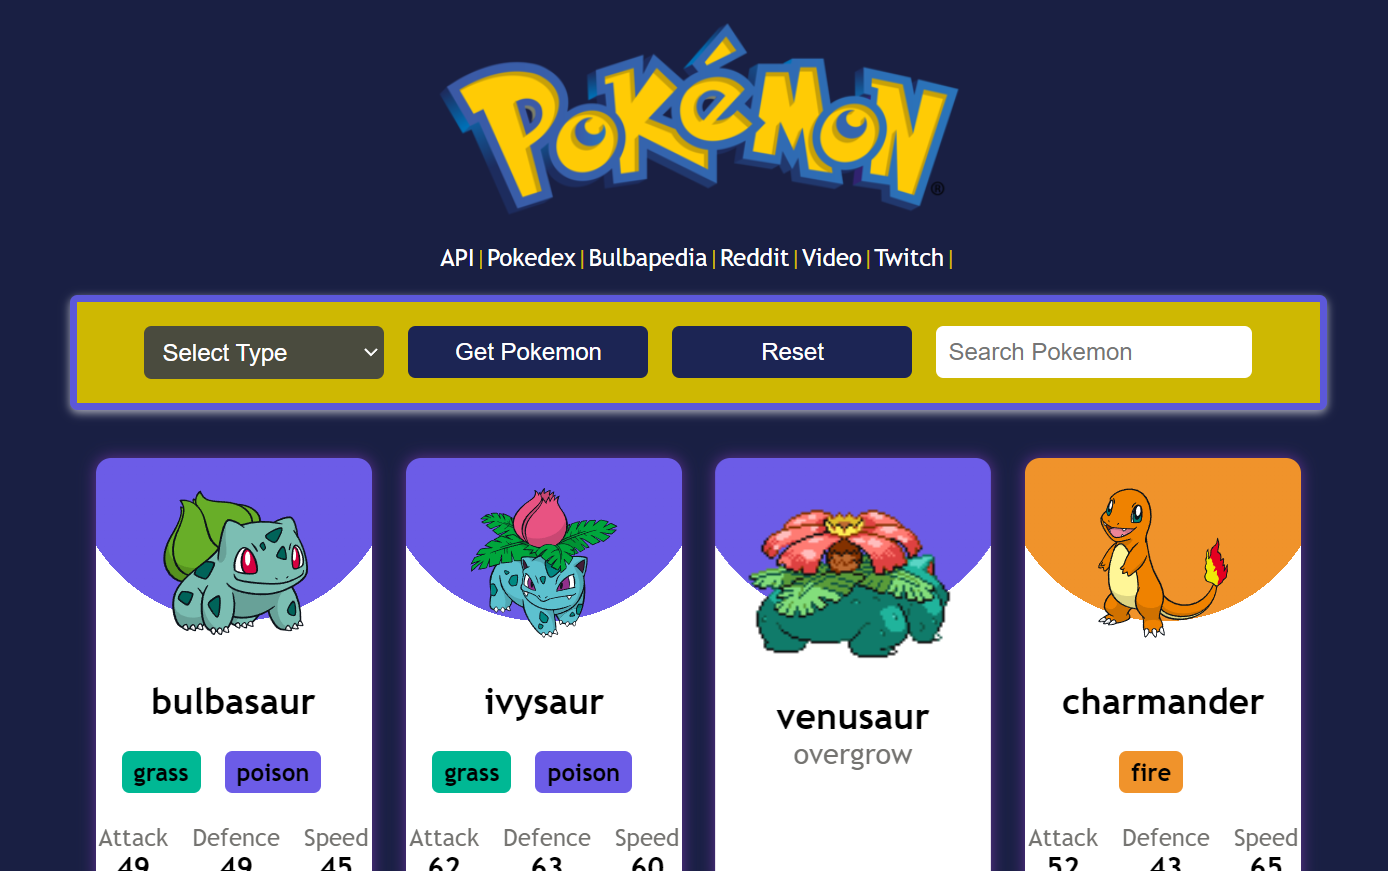 Pokémon ®
API | Pokedex | Bulbapedia | Reddit | Video | Twitch |
Select Type Get Pokemon Reset Search Pokemon
bulbasaur ivysaur venusaur charmander
overgrow
grass poison grass poison fire
Attack Defence Speed Attack Defence Speed Attack Defence Speed
49 49 45 62 63 60 52 43 65